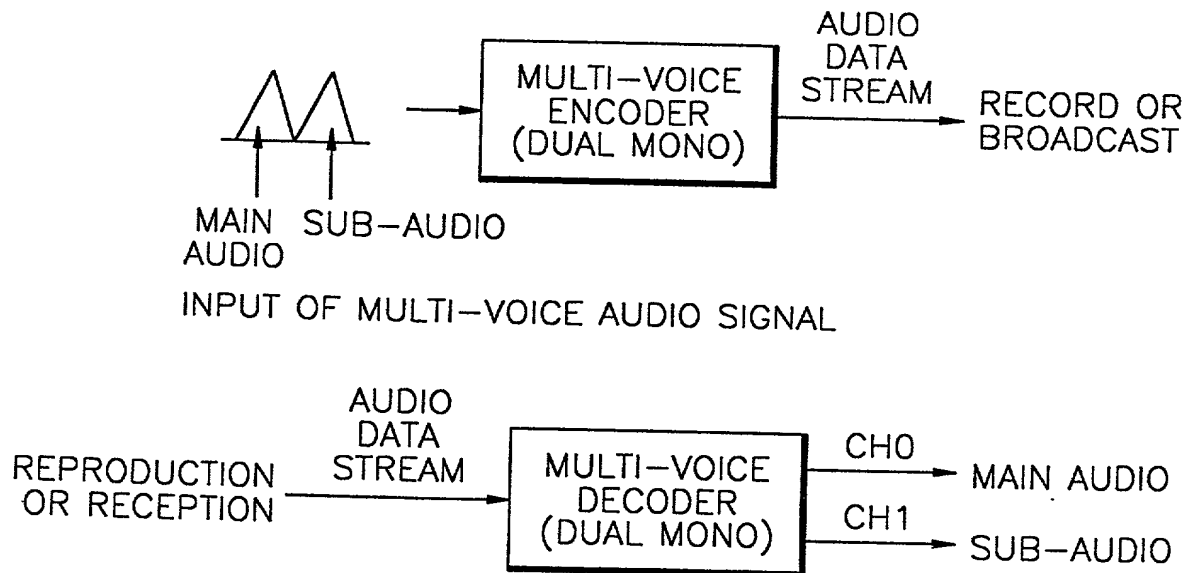 AUDIO
DATA
STREAM
MULTI-VOICE
ENCODER
(DUAL MONO)
RECORD OR
BROADCAST
MAIN
AUDIO
SUB-AUDIO
INPUT OF MULTI-VOICE AUDIO SIGNAL
AUDIO
DATA
STREAM
REPRODUCTION
OR RECEPTION
MULTI-VOICE
DECODER
(DUAL MONO)
CH0
MAIN AUDIO
CH1
SUB-AUDIO